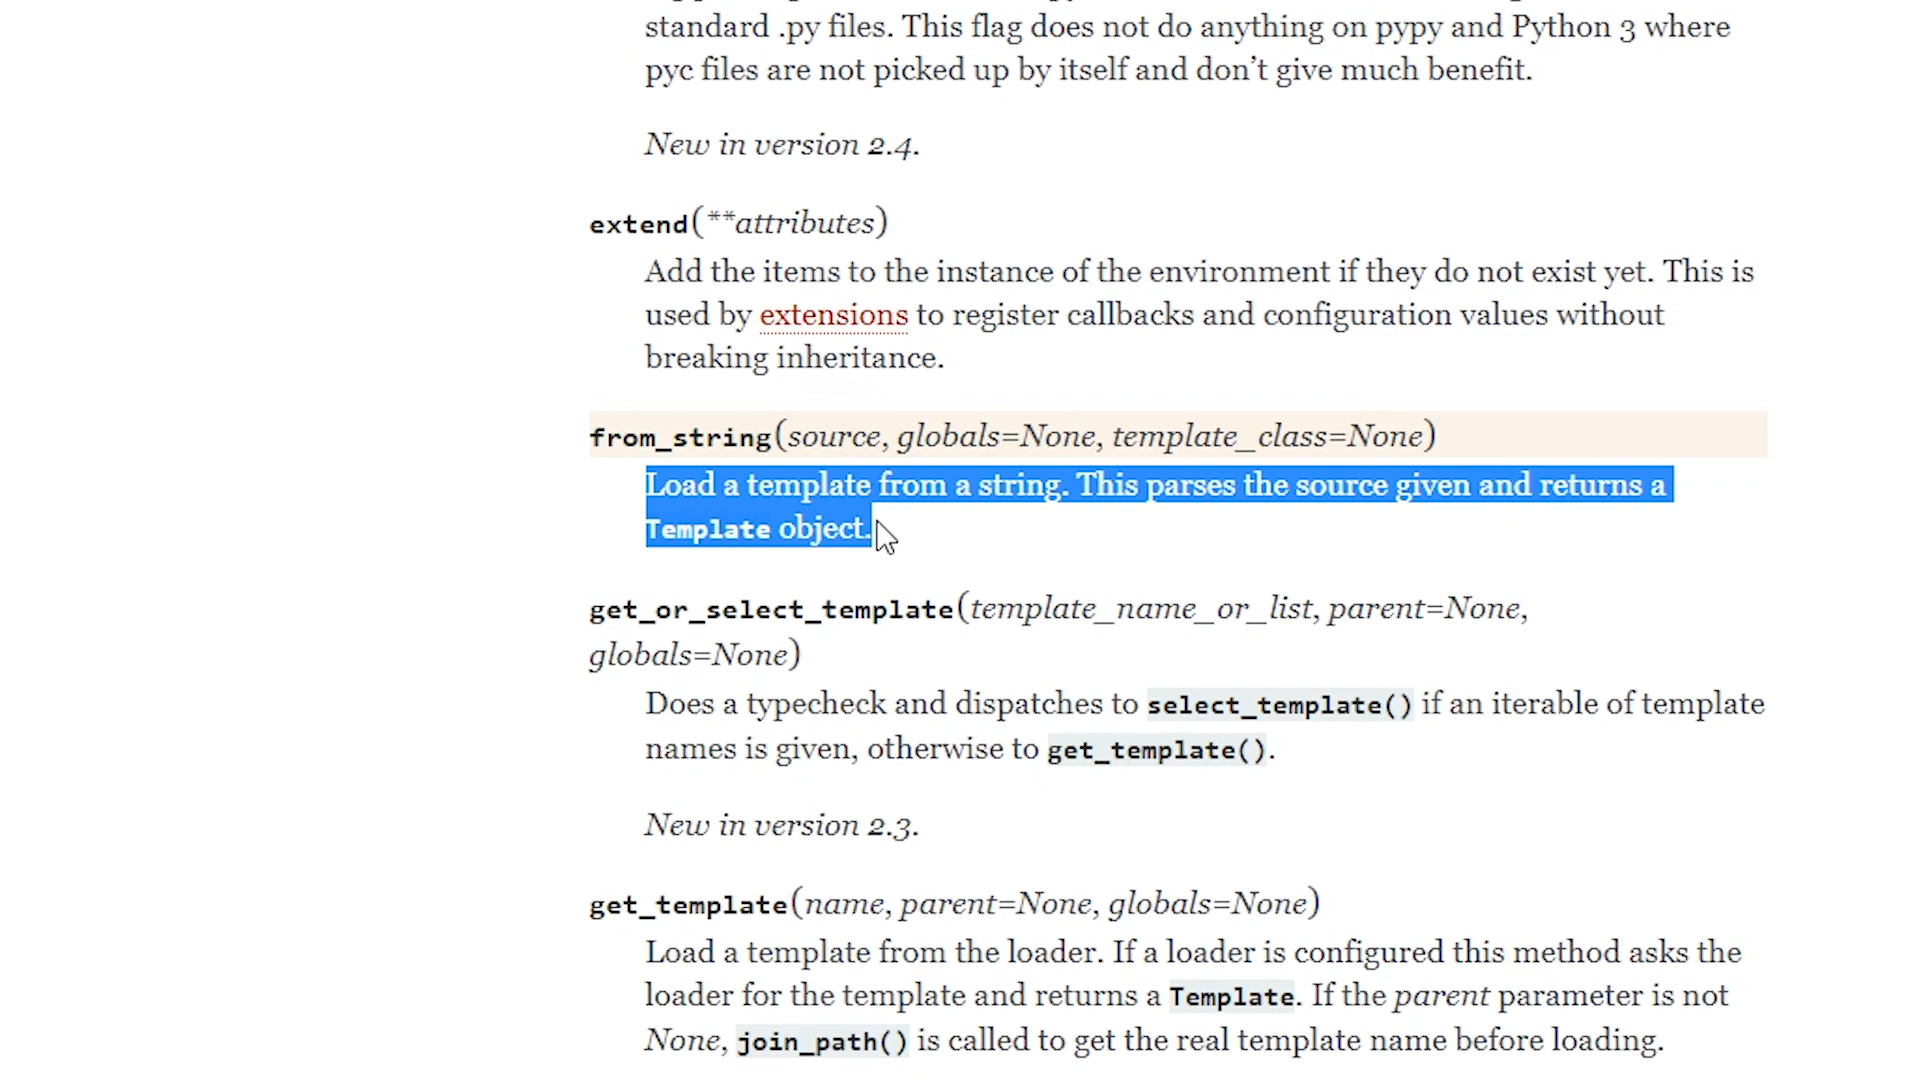 standard .py files. This flag does not do anything on pypy and Python 3 where
pyc files are not picked up by itself and don’t give much benefit.
New in version 2.4.
extend(**attributes)
Add the items to the instance of the environment if they do not exist yet. This is
used by extensions to register callbacks and configuration values without
breaking inheritance.
from_string(source, globals=None, template_class=None)
Load a template from a string. This parses the source given and returns a
Template object.
get_or_select_template(template_name_or_list, parent=None,
globals=None)
Does a typecheck and dispatches to select_template() if an iterable of template
names is given, otherwise to get_template().
New in version 2.3.
get_template(name, parent=None, globals=None)
Load a template from the loader. If a loader is configured this method asks the
loader for the template and returns a Template. If the parent parameter is not
None, join_path() is called to get the real template name before loading.